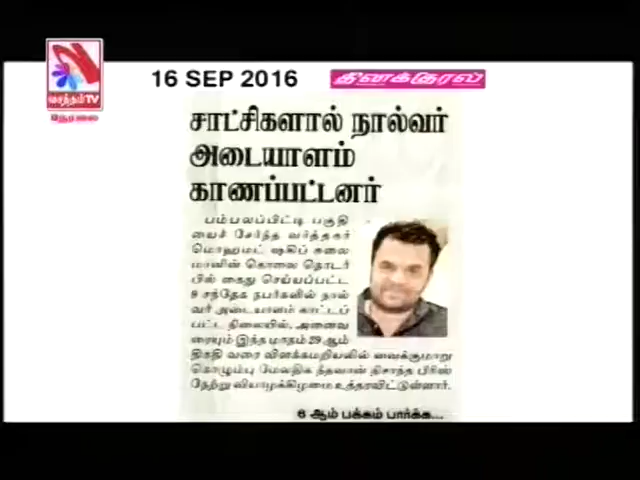 வசந்தம்TV
நேரலை
16 SEP 2016
தினக்குரல்
சாட்சிகளால் நால்வர்
அடையாளம்
காணப்பட்டனர்
பம்பலப்பிட்டி பகுதி
யைச் சேர்ந்த வர்த்தகர்
மொஹமட் ஷகிப் சுலை
மானின் கொலை தொடர்
பில் கைது செய்யப்பட்ட
8 சந்தேக நபர்களில் நால்
வர் அடையாளம் காட்டப்
பட்ட நிலையில், அனைவ
ரையும் இந்த மாதம் 29 ஆம்
திகதி வரை விளக்கமறியலில் வைக்குமாறு
கொழும்பு மேலதிக நீதவான் நிசாந்த பீரிஸ்
நேற்று வியாழக்கிழமை உத்தரவிட்டுள்ளார்.
6 ஆம் பக்கம் பார்க்க...